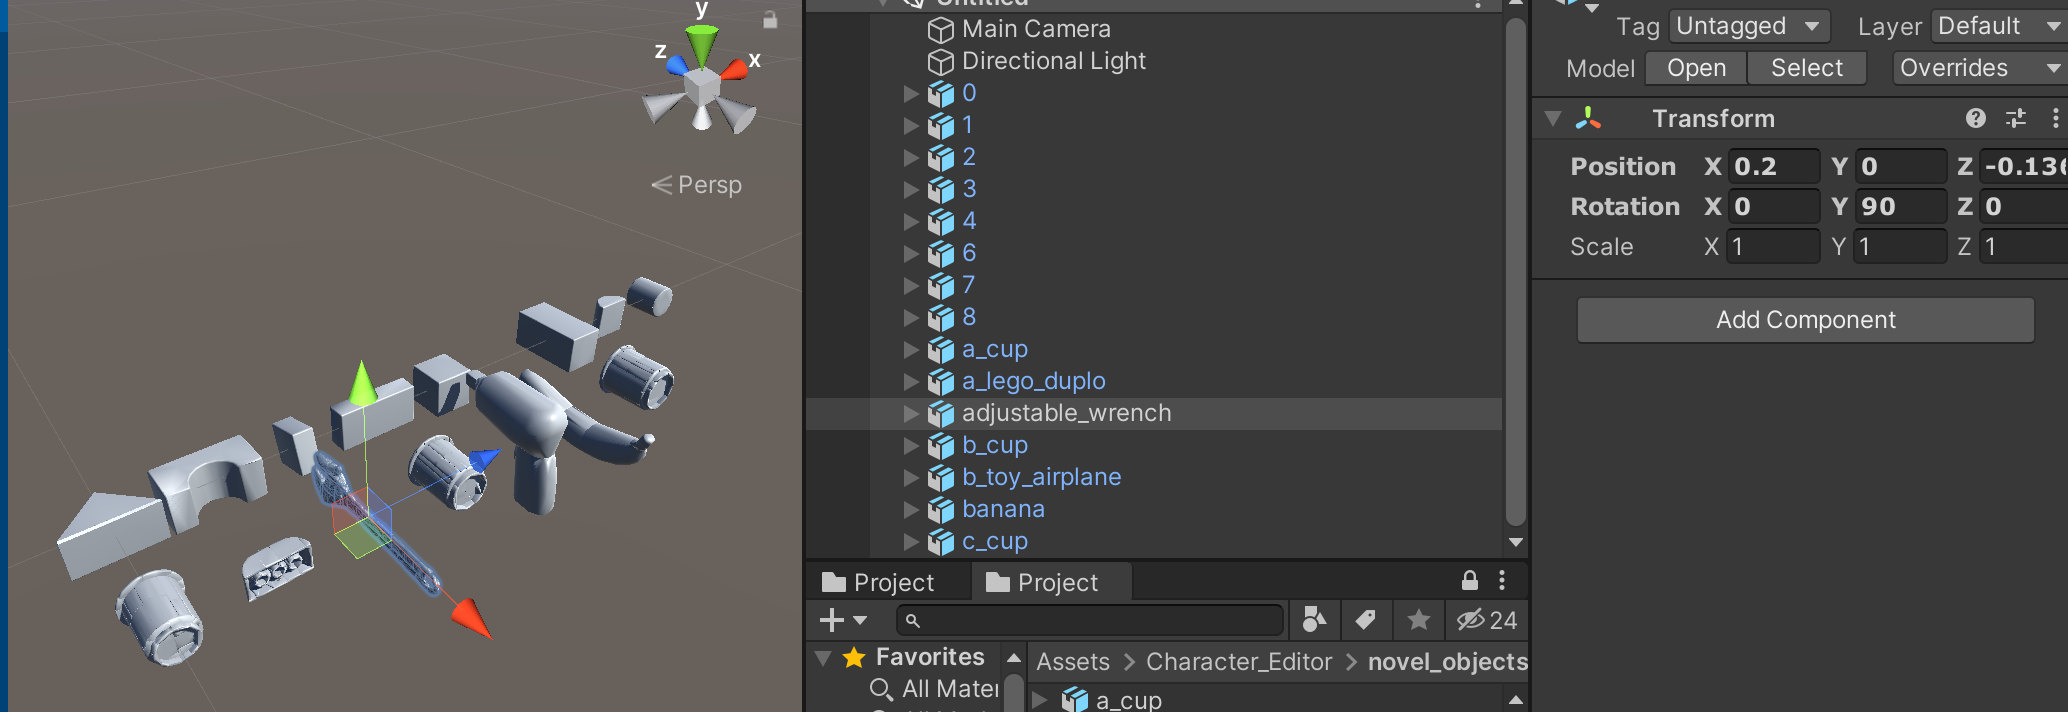 y
z
x
Persp
Untitled
Main Camera
Directional Light
0
1
2
3
4
6
7
8
a_cup
a_lego_duplo
adjustable_wrench
b_cup
b_toy_airplane
banana
c_cup
Project
Project
24
Favorites
All Mater
Assets > Character_Editor > novel_objects
a_cup
Tag Untagged Layer Default
Model Open Select Overrides
Transform
Position X 0.2 Y 0 Z -0.136
Rotation X 0 Y 90 Z 0
Scale X 1 Y 1 Z 1
Add Component